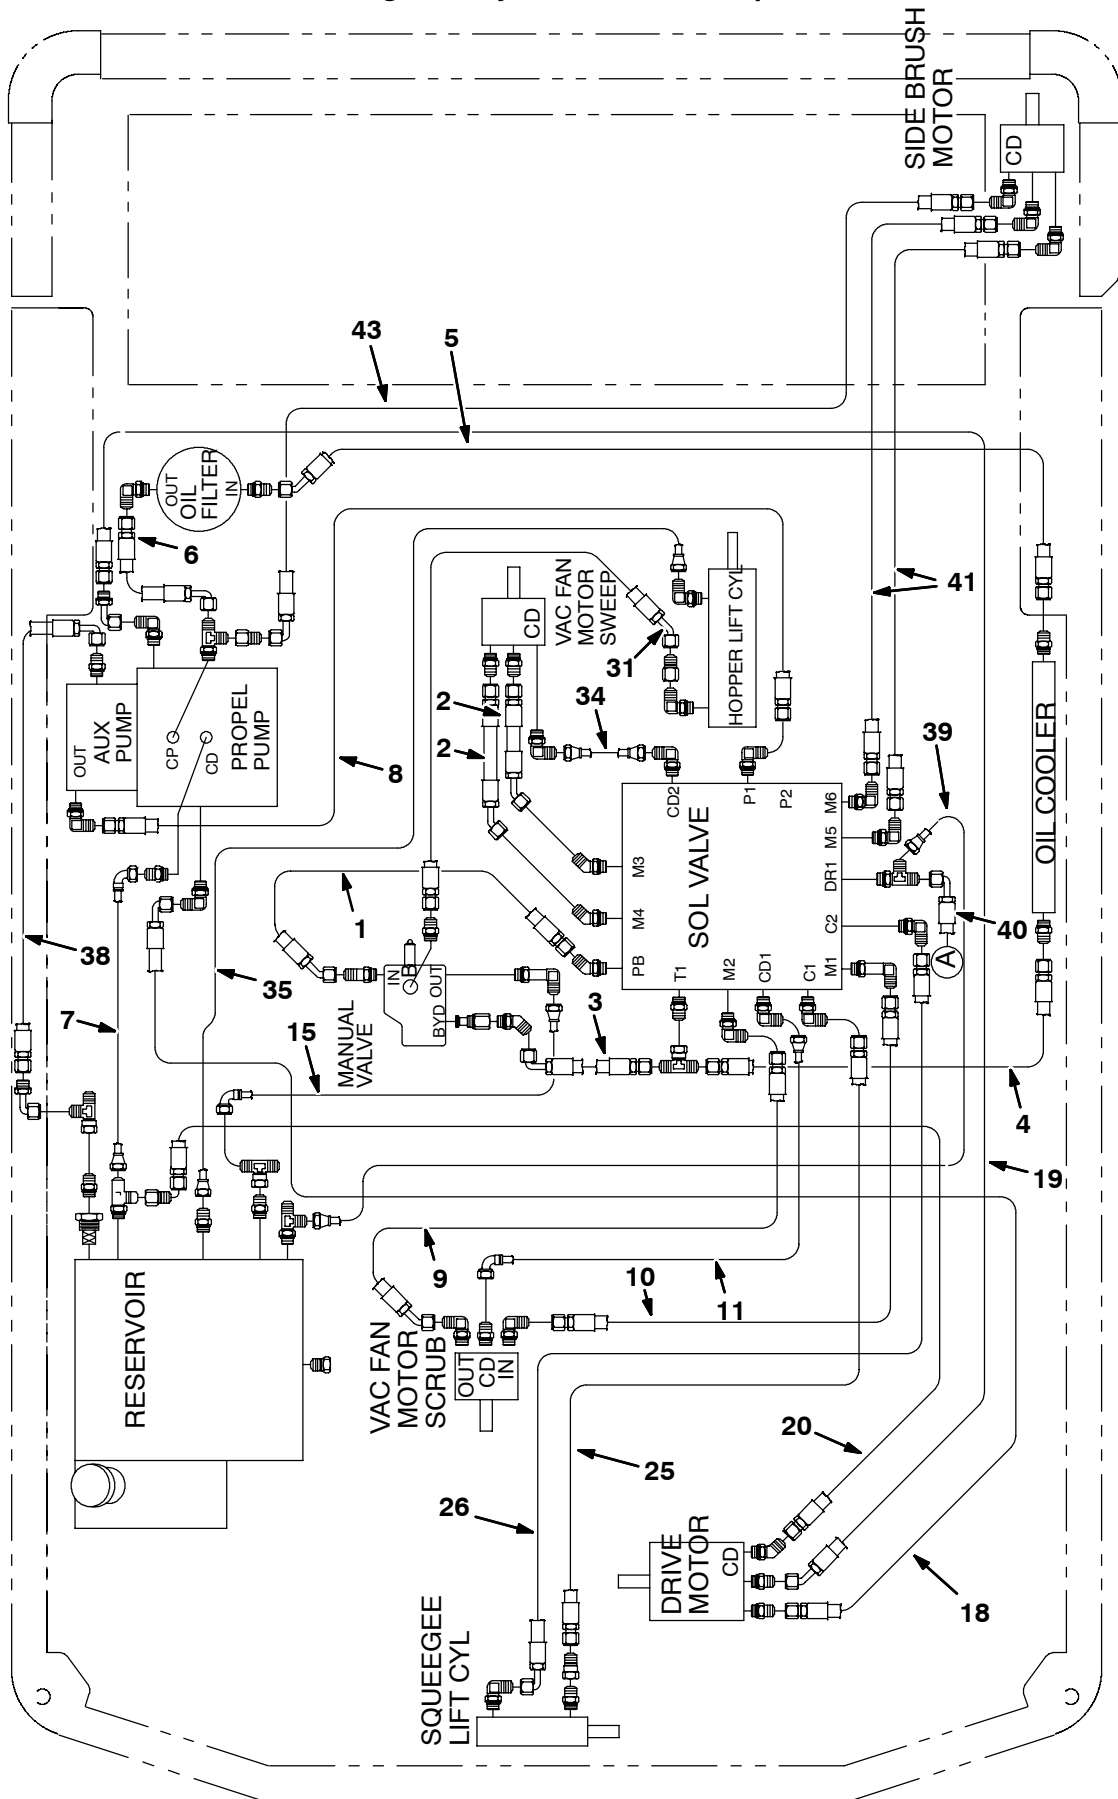 SIDE BRUSH
MOTOR
CD
43
5
OUT
OIL
FILTER
IN
6
41
CD
VAC FAN
MOTOR
SWEEP
HOPPER LIFT CYL
31
34
2
2
39
OUT
AUX
PUMP
CP
CD
PROPEL
PUMP
8
OIL COOLER
CD2
P1
P2
M6
M5
DR1
C2
M1
M3
M4
PB
T1
M2
CD1
C1
SOL VALVE
1
40
A
38
35
7
15
IN
B
OUT
BYD
MANUAL
VALVE
3
4
19
9
10
11
RESERVOIR
VAC FAN
MOTOR
SCRUB
OUT
CD
IN
20
25
26
DRIVE
MOTOR
CD
18
SQUEEGEE
LIFT CYL